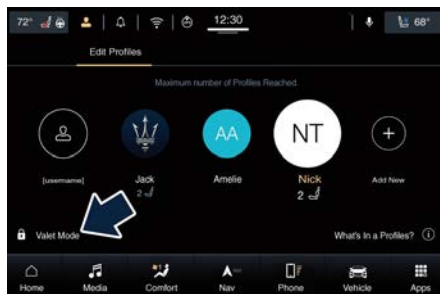 72° 12:30 68°
Edit Profiles
Maximum number of Profiles Reached.
AA NT
[username] Jack Amelie Nick Add New
2 2
Valet Mode What's In a Profiles?
Home Media Comfort Nav Phone Vehicle Apps